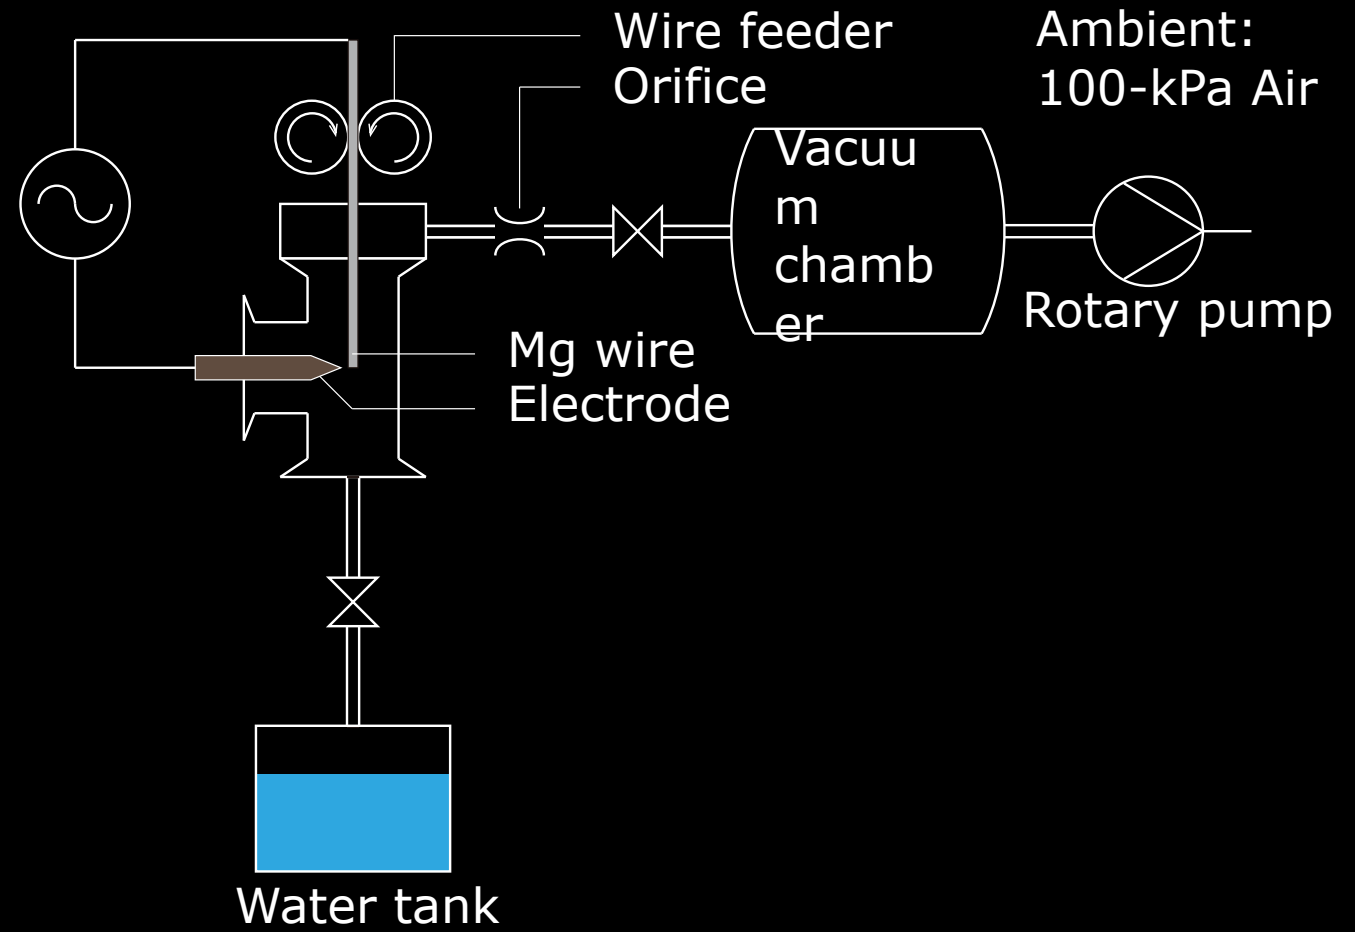 Wire feeder
Orifice
Ambient:
100-kPa Air
Vacuu
m
chamb
er
Rotary pump
Mg wire
Electrode
Water tank